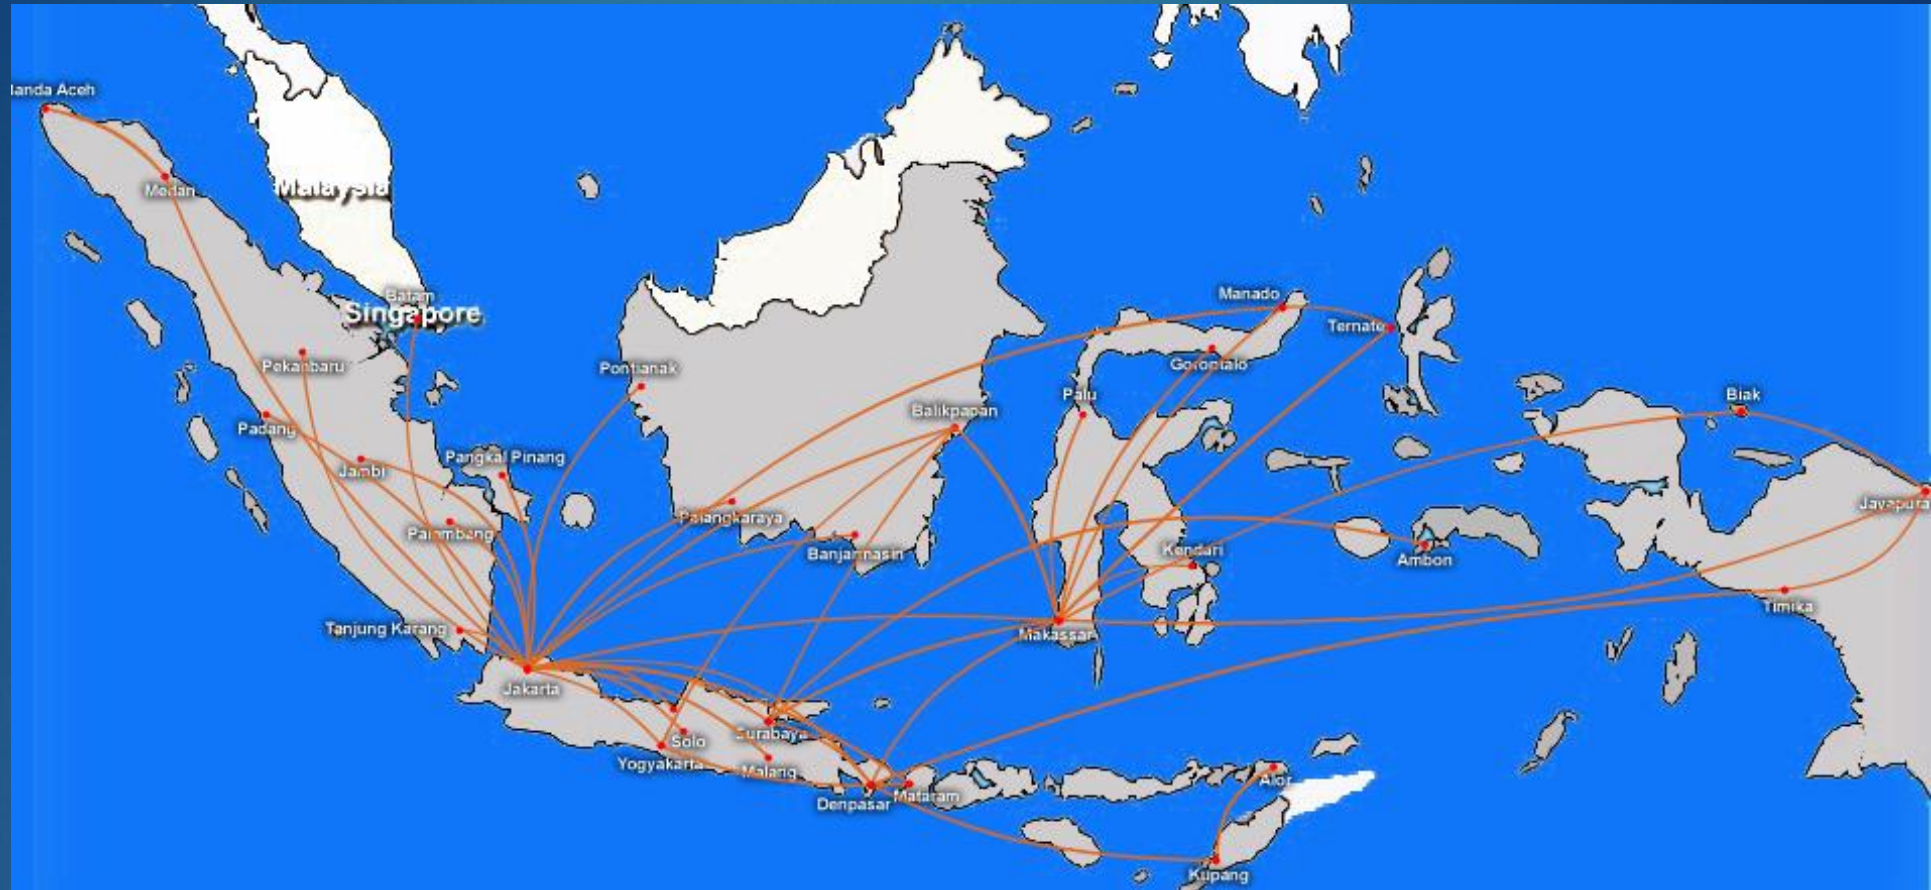 Banda Aceh
Medan
Malaysia
Batam
Singapore
Pekanbaru
Padang
Jambi
Pangkal Pinang
Palembang
Tanjung Karang
Jakarta
Pontianak
Balikpapan
Palangkaraya
Banjarmasin
Manado
Ternate
Gorontalo
Palu
Kendari
Makassar
Ambon
Biak
Jayapura
Timika
Solo
Surabaya
Yogyakarta
Malang
Denpasar
Mataram
Alor
Kupang